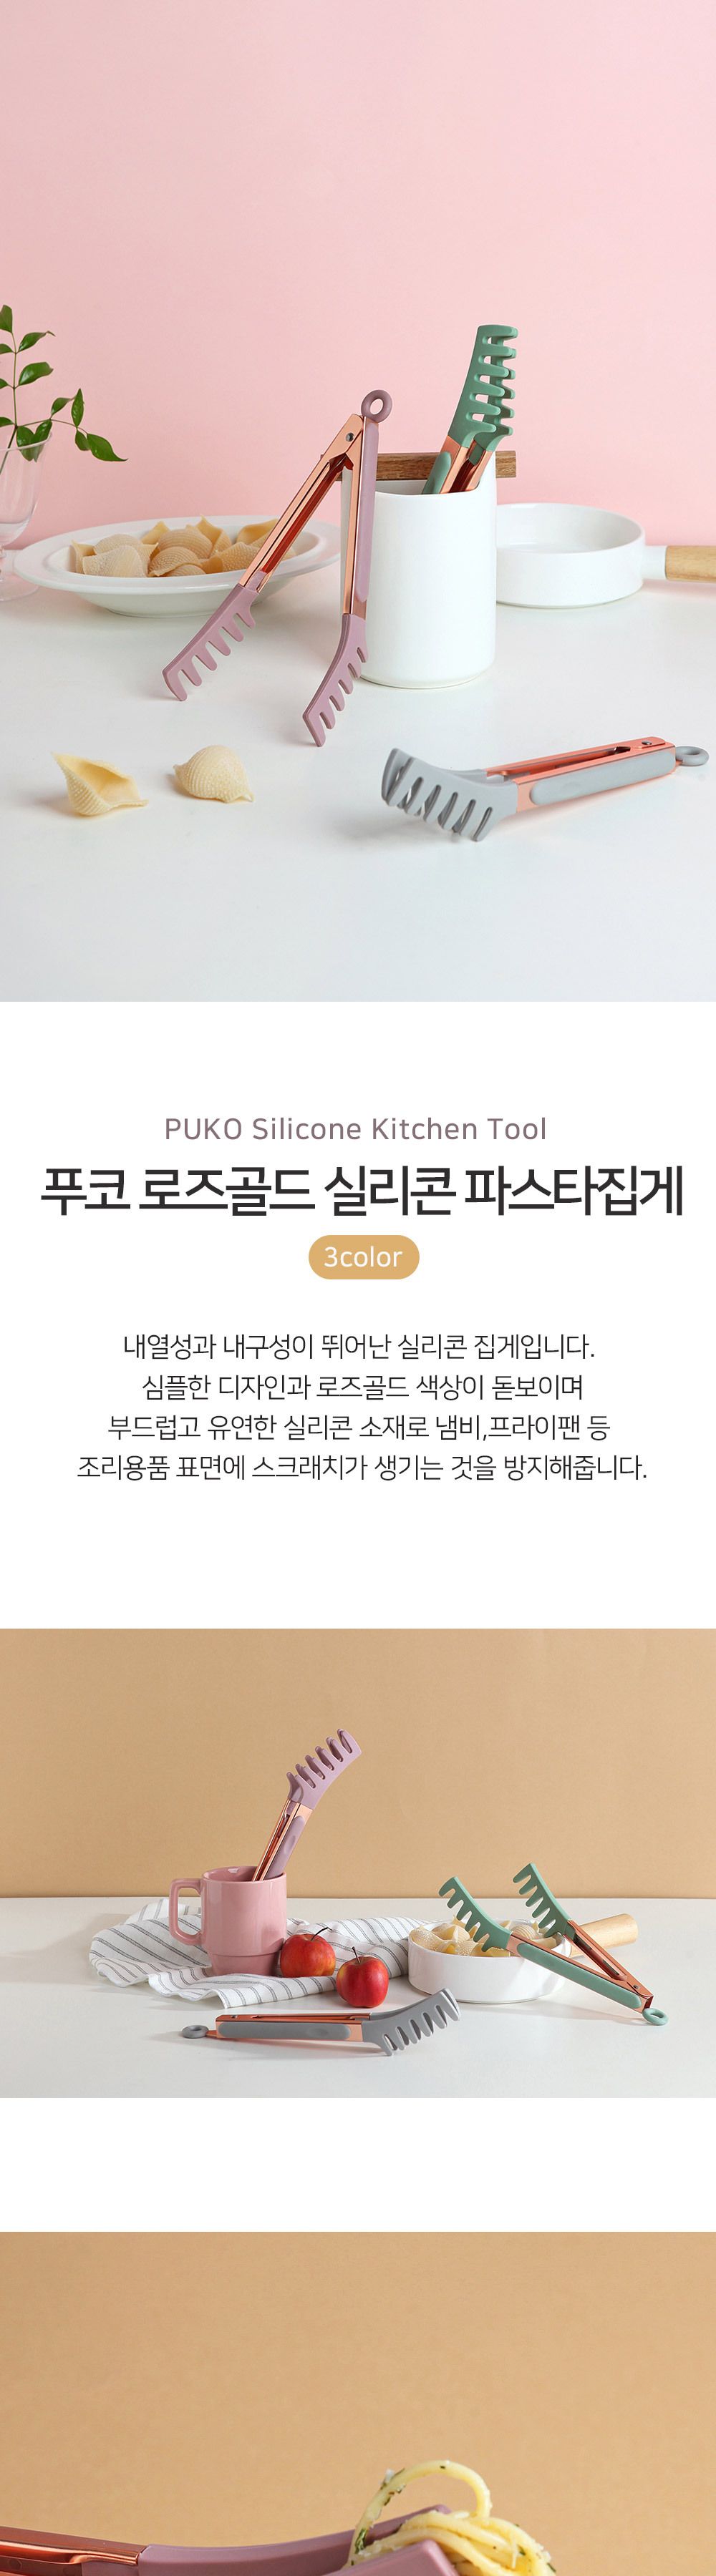 PUKO Silicone Kitchen Tool
푸코 로즈골드 실리콘 파스타집게
3color
내열성과 내구성이 뛰어난 실리콘 집게입니다.
심플한 디자인과 로즈골드 색상이 돋보이며
부드럽고 유연한 실리콘 소재로 냄비,프라이팬 등
조리용품 표면에 스크래치가 생기는 것을 방지해줍니다.